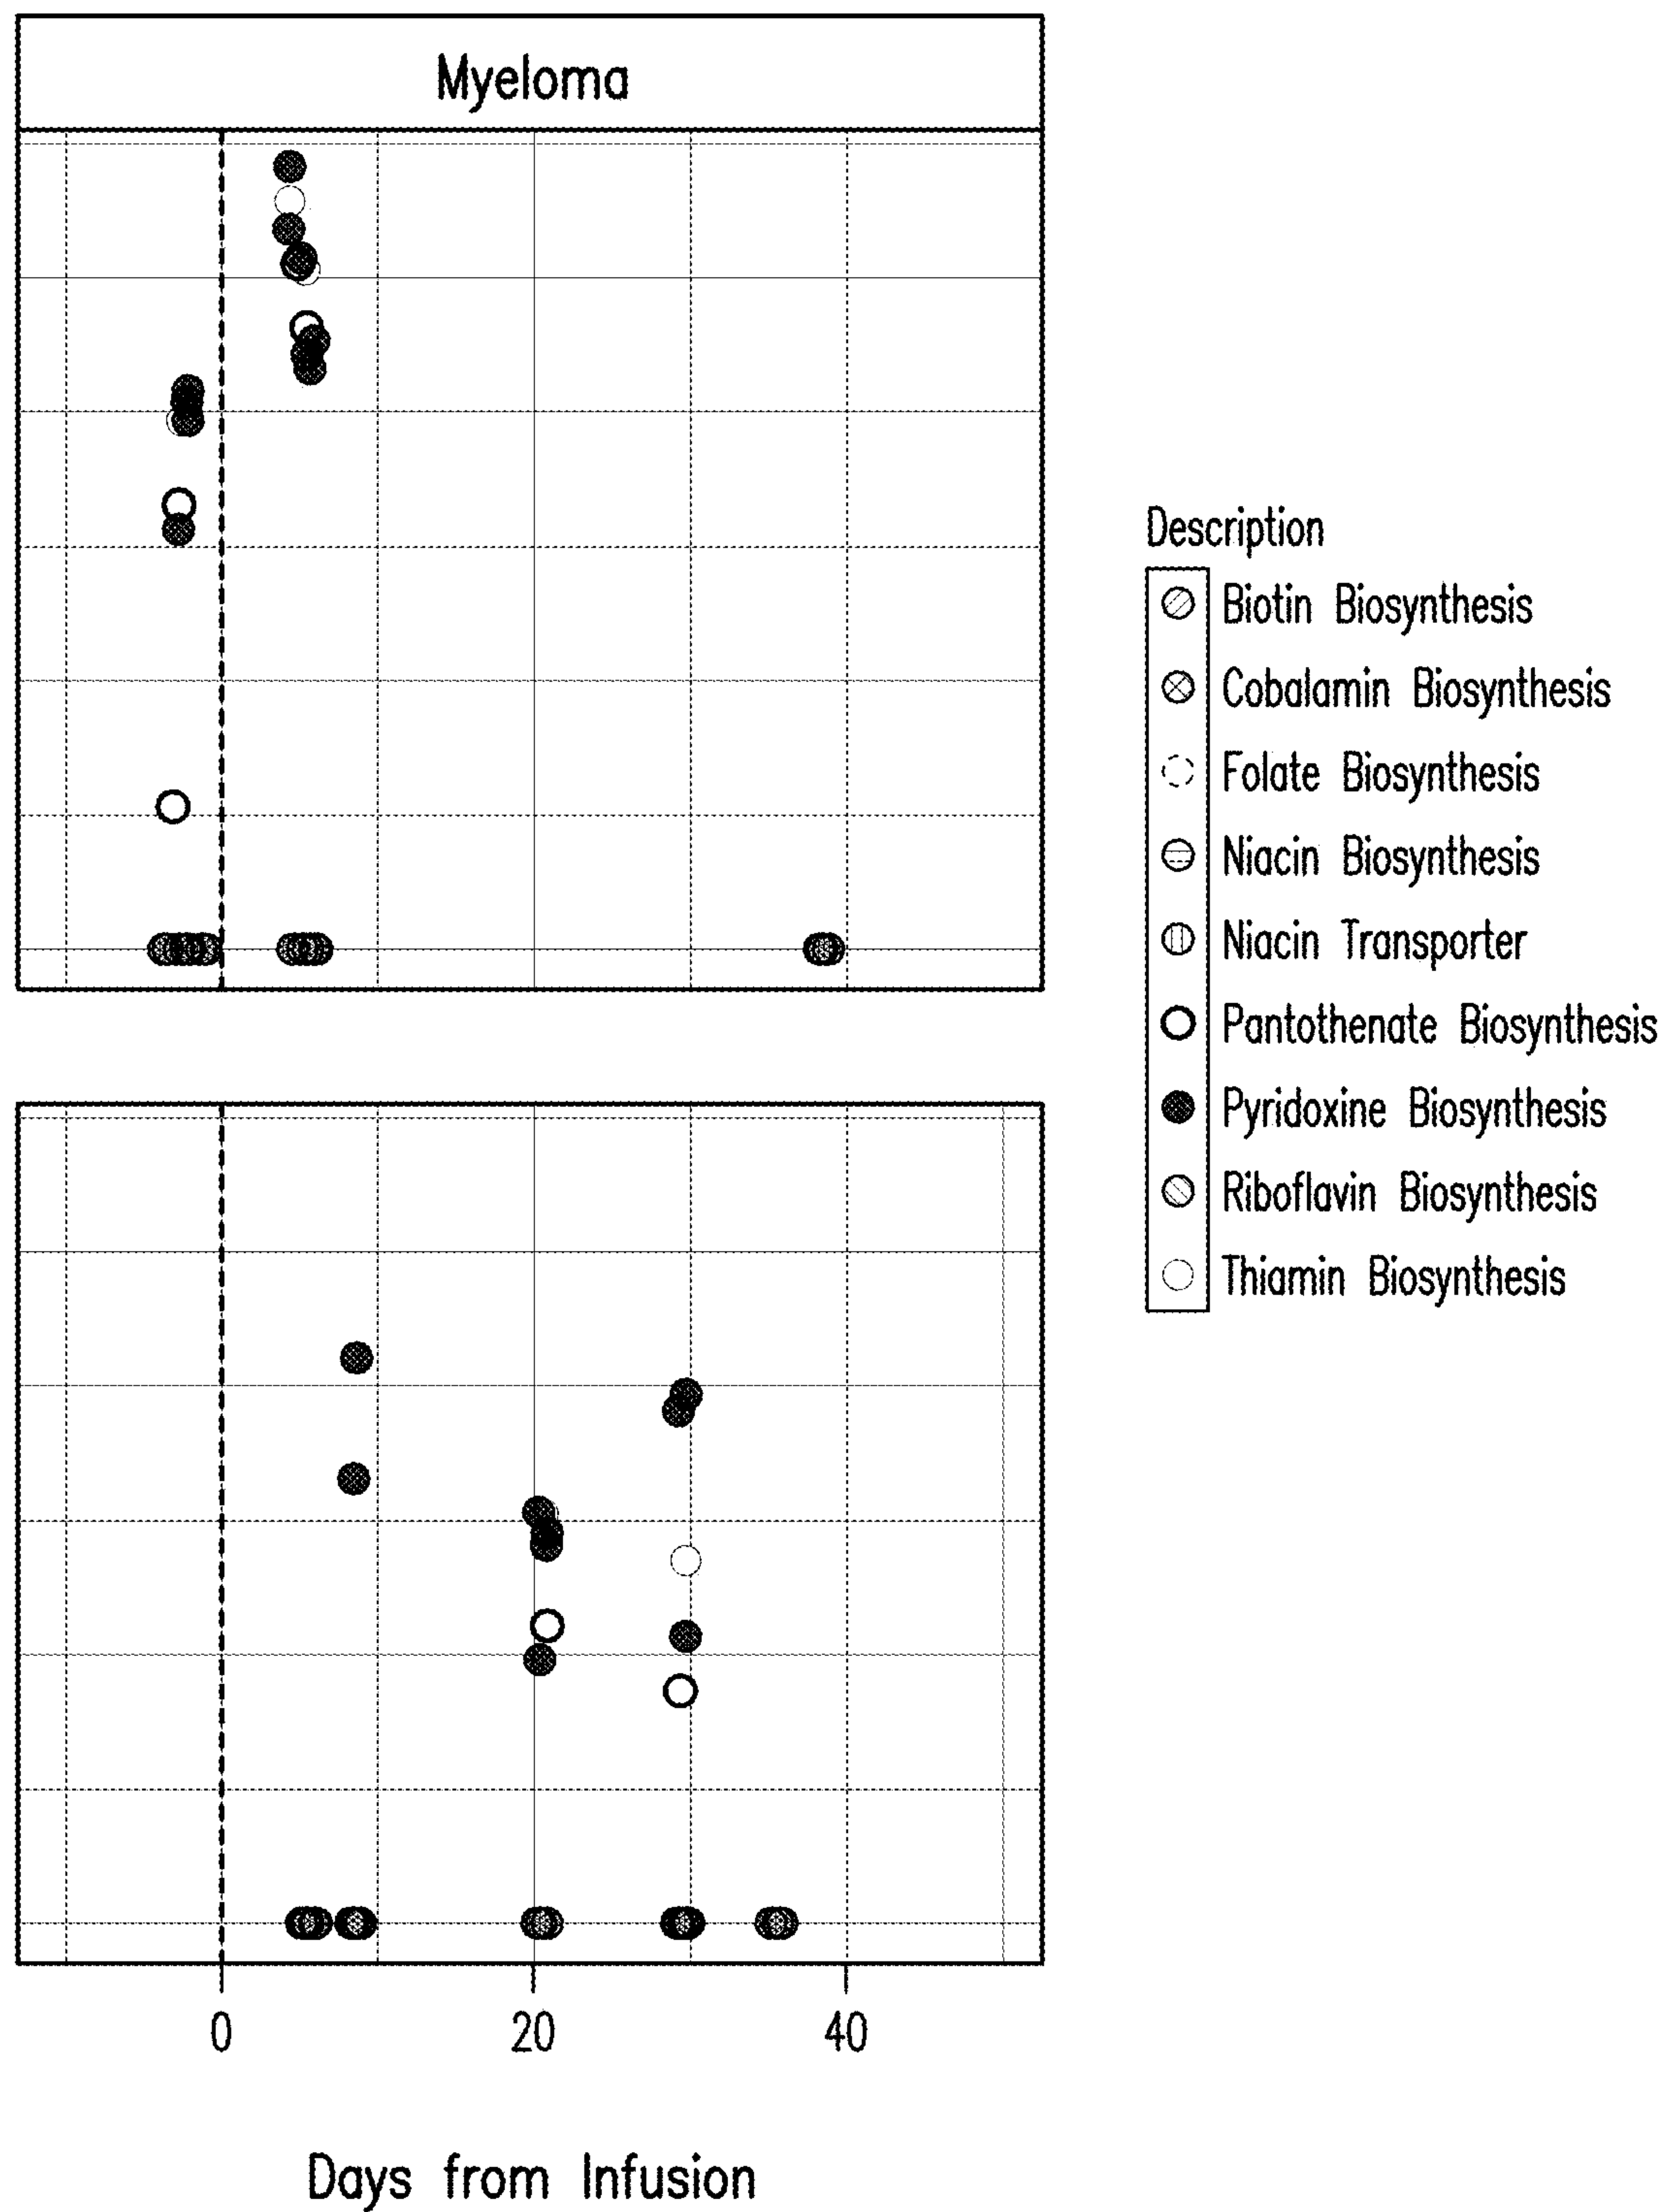 Myeloma
Description
Biotin Biosynthesis
Cobalamin Biosynthesis
Folate Biosynthesis
Niacin Biosynthesis
Niacin Transporter
Pantothenate Biosynthesis
Pyridoxine Biosynthesis
Riboflavin Biosynthesis
Thiamin Biosynthesis
0 20 40
Days from Infusion